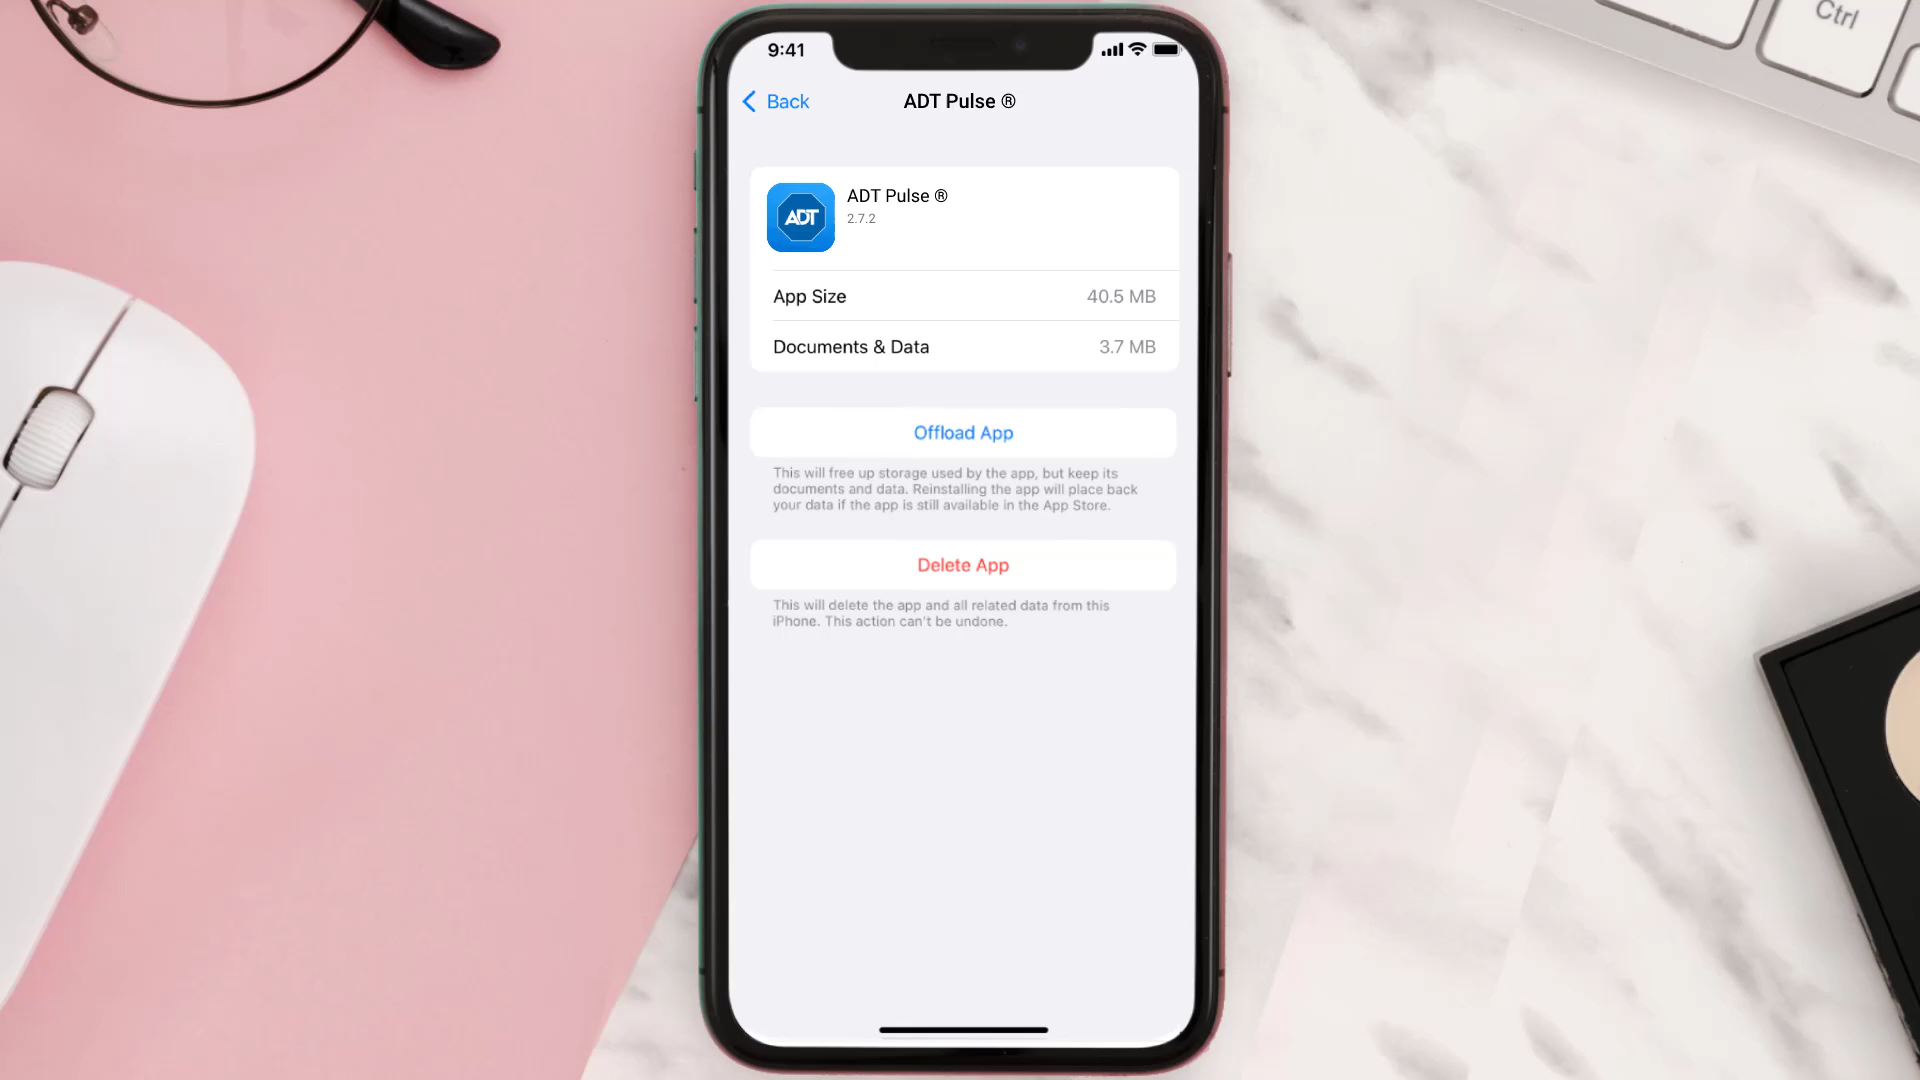 Ctrl
9:41
Back
ADT Pulse ®
ADT
ADT Pulse ®
2.7.2
App Size 40.5 MB
Documents & Data 3.7 MB
Offload App
This will free up storage used by the app, but keep its
documents and data. Reinstalling the app will place back
your data if the app is still available in the App Store.
Delete App
This will delete the app and all related data from this
iPhone. This action can't be undone.